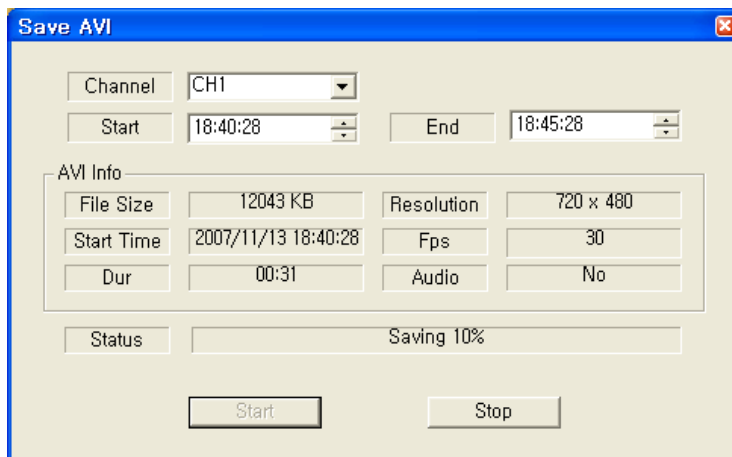 Save AVI
Channel CH1
Start 18:40:28 End 18:45:28
AVI Info
File Size 12043 KB Resolution 720 x 480
Start Time 2007/11/13 18:40:28 Fps 30
Dur 00:31 Audio No
Status Saving 10%
Start Stop